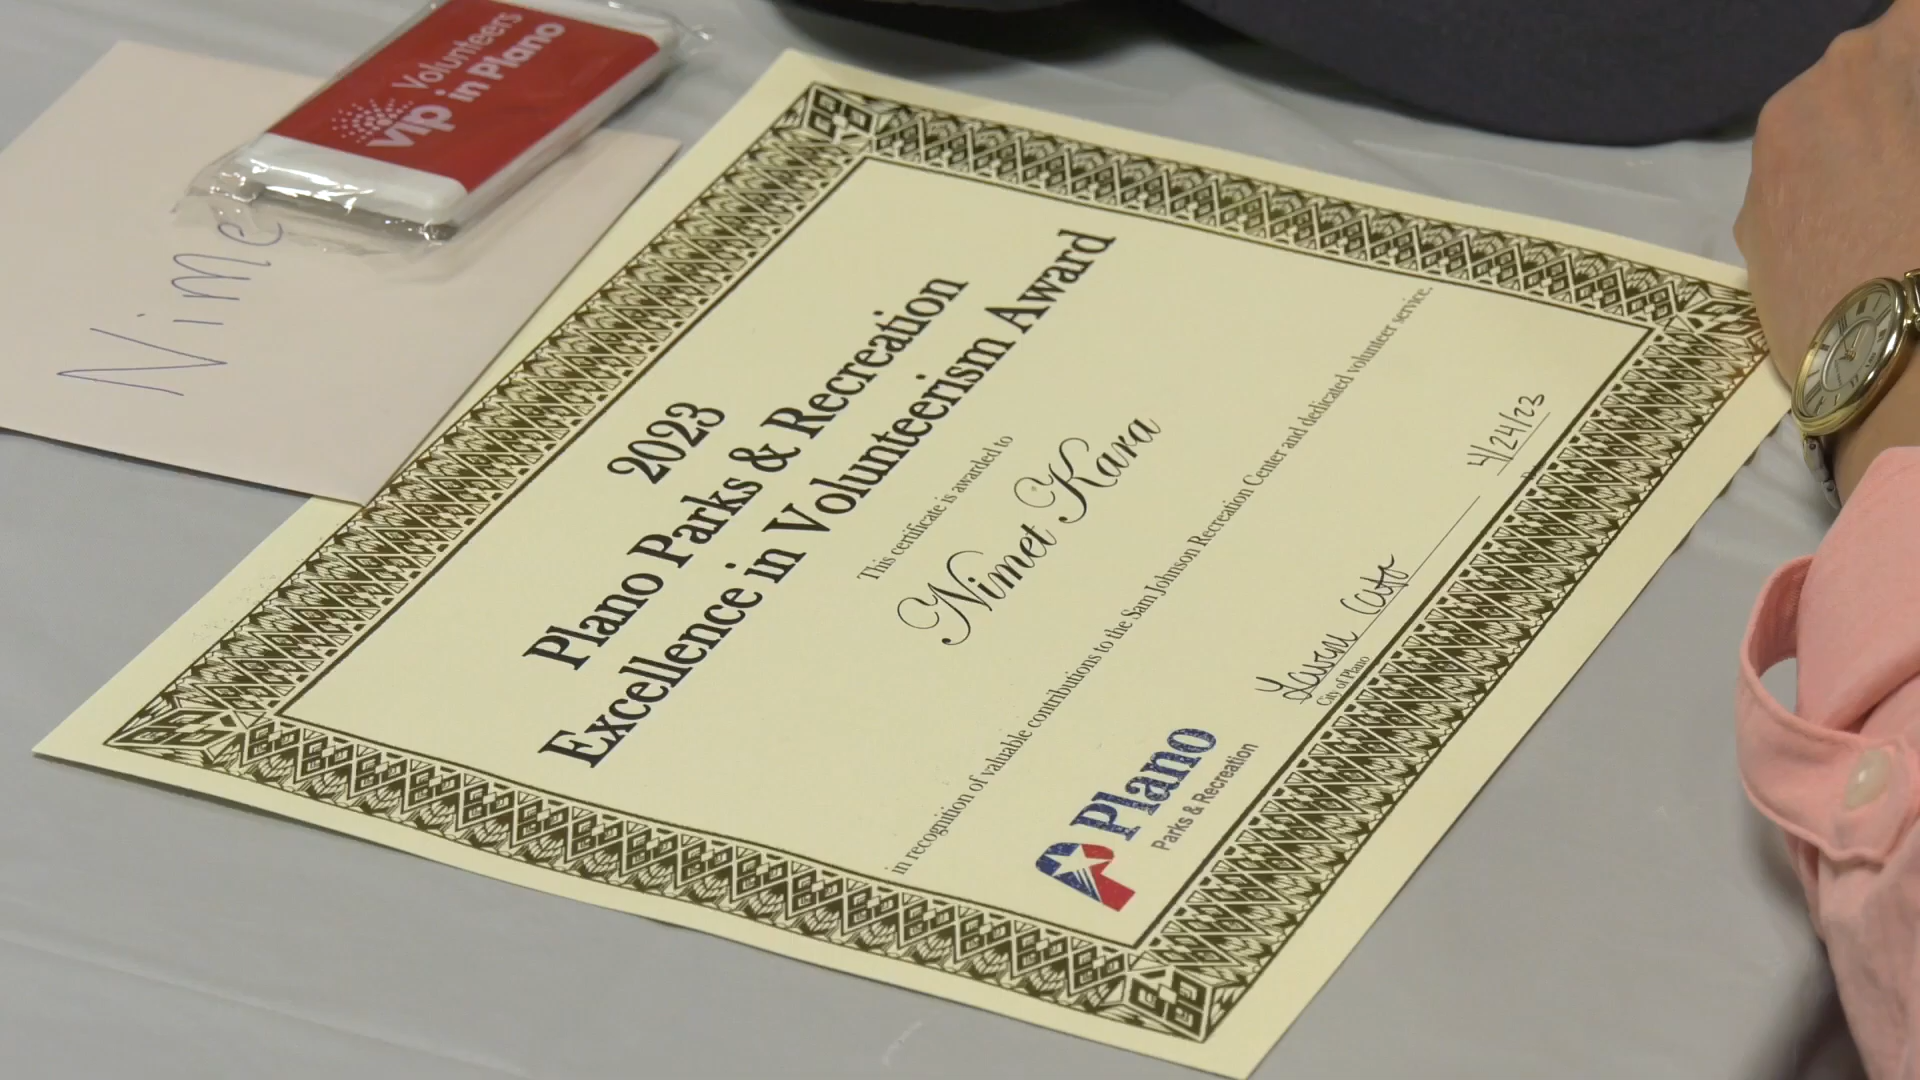 Volunteers
vip in Plano
Nime
2023
Plano Parks & Recreation
Excellence in Volunteerism Award
This certificate is awarded to
Nimet Kara
in recognition of valuable contributions to the Sam Johnson Recreation Center and dedicated volunteer service.
4/24/23
City of Plano
Plano
Parks & Recreation